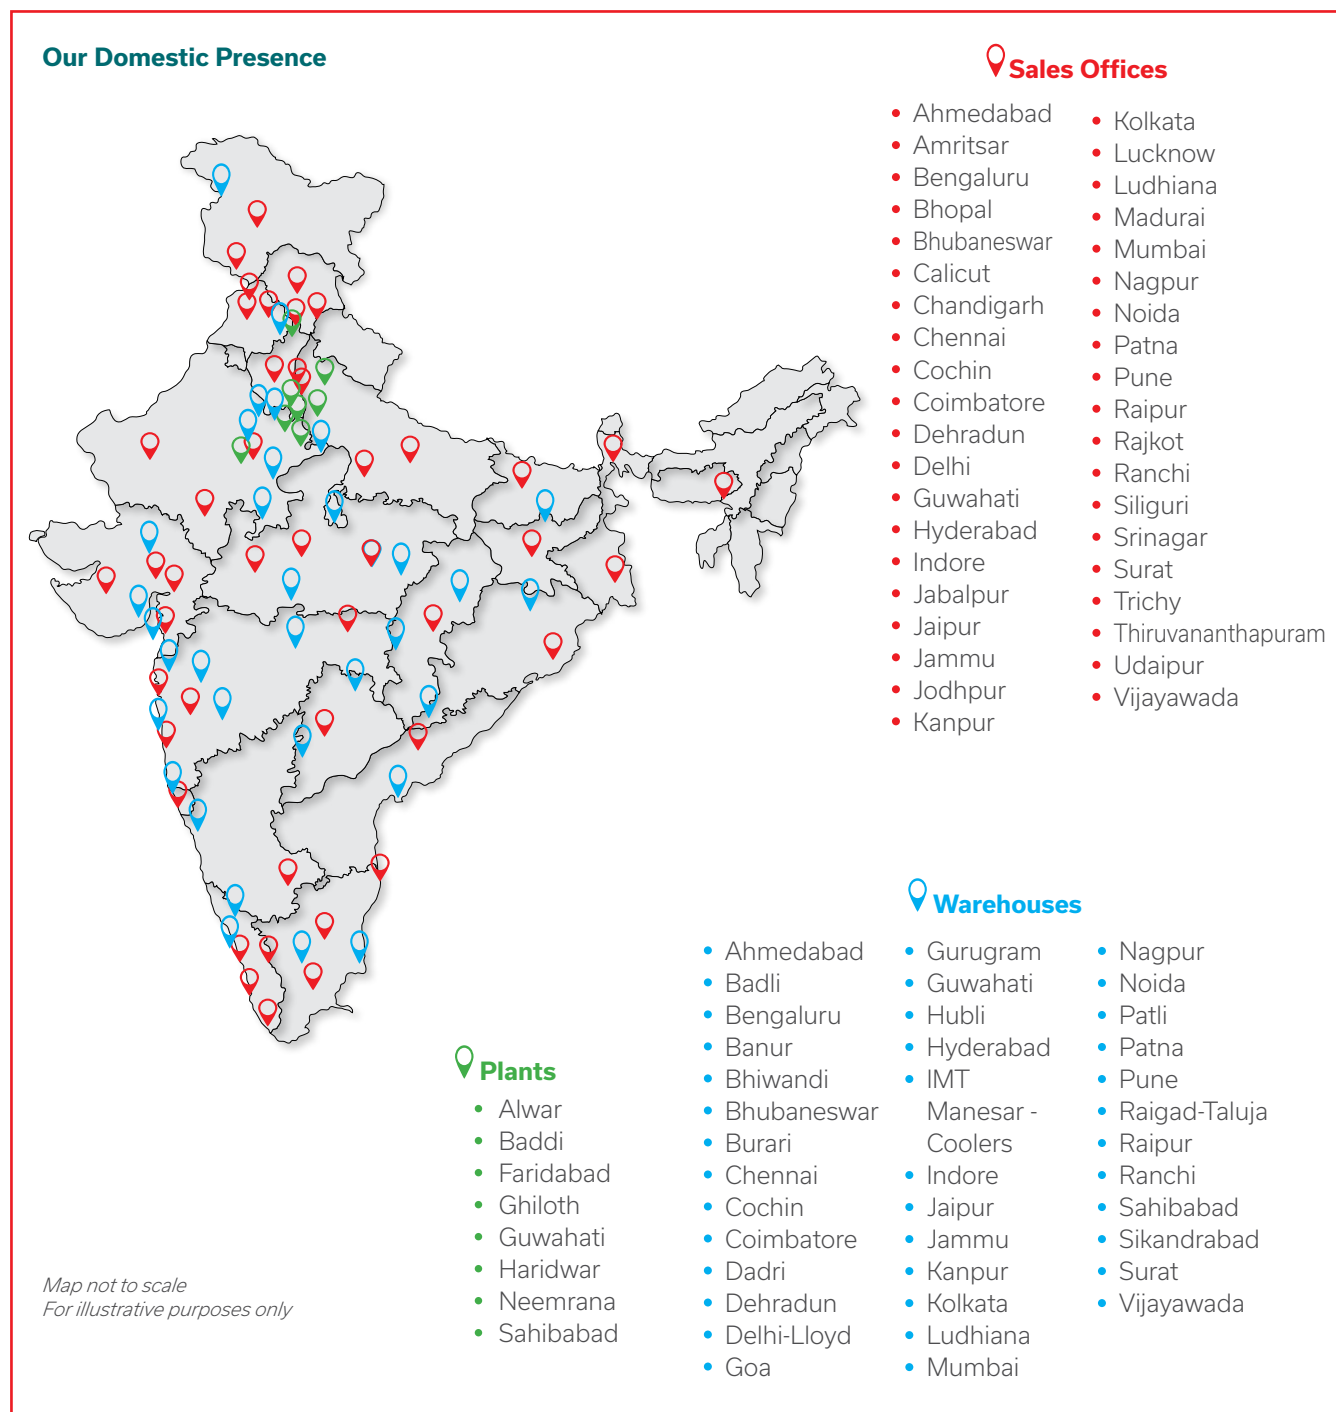 Our Domestic Presence
Sales Offices
Ahmedabad
Amritsar
Bengaluru
Bhopal
Bhubaneswar
Calicut
Chandigarh
Chennai
Cochin
Coimbatore
Dehradun
Delhi
Guwahati
Hyderabad
Indore
Jabalpur
Jaipur
Jammu
Jodhpur
Kanpur
Kolkata
Lucknow
Ludhiana
Madurai
Mumbai
Nagpur
Noida
Patna
Pune
Raipur
Rajkot
Ranchi
Siliguri
Srinagar
Surat
Trichy
Thiruvananthapuram
Udaipur
Vijayawada
Warehouses
Ahmedabad
Badli
Bengaluru
Banur
Bhiwandi
Bhubaneswar
Burari
Chennai
Cochin
Coimbatore
Dadri
Dehradun
Delhi-Lloyd
Goa
Gurugram
Guwahati
Hubli
Hyderabad
IMT
Manesar -
Coolers
Indore
Jaipur
Jammu
Kanpur
Kolkata
Ludhiana
Mumbai
Nagpur
Noida
Patli
Patna
Pune
Raigad-Taluja
Raipur
Ranchi
Sahibabad
Sikandrabad
Surat
Vijayawada
Plants
Alwar
Baddi
Faridabad
Ghiloth
Guwahati
Haridwar
Neemrana
Sahibabad
Map not to scale
For illustrative purposes only